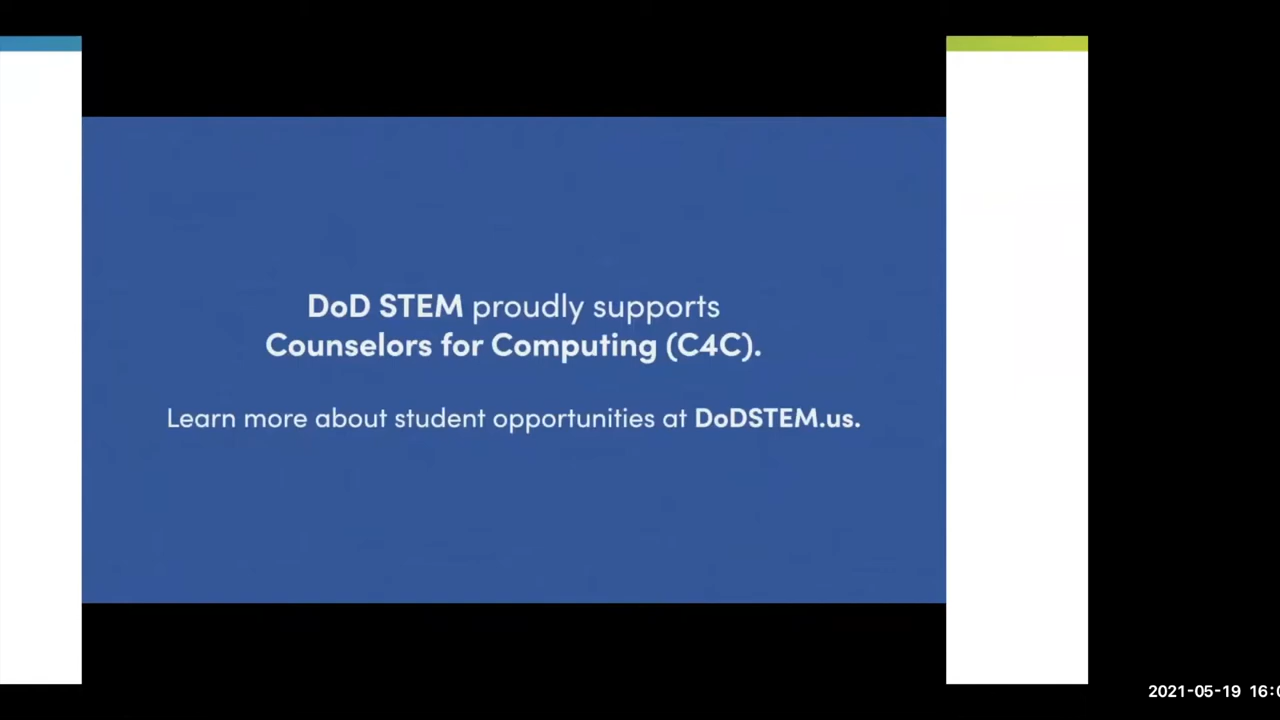 DoD STEM proudly supports
Counselors for Computing (C4C).
Learn more about student opportunities at DoDSTEM.us.
2021-05-19 16:0